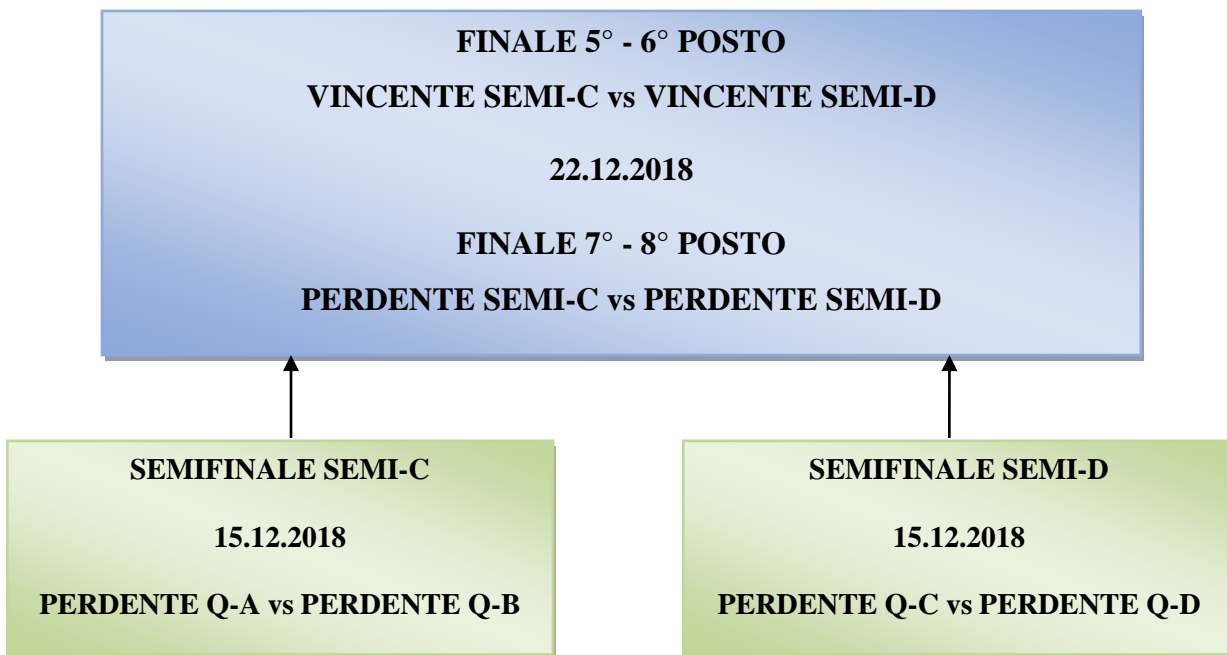 FINALE 5° - 6° POSTO
VINCENTE SEMI-C vs VINCENTE SEMI-D
22.12.2018
FINALE 7° - 8° POSTO
PERDENTE SEMI-C vs PERDENTE SEMI-D
SEMIFINALE SEMI-C
15.12.2018
PERDENTE Q-A vs PERDENTE Q-B
SEMIFINALE SEMI-D
15.12.2018
PERDENTE Q-C vs PERDENTE Q-D